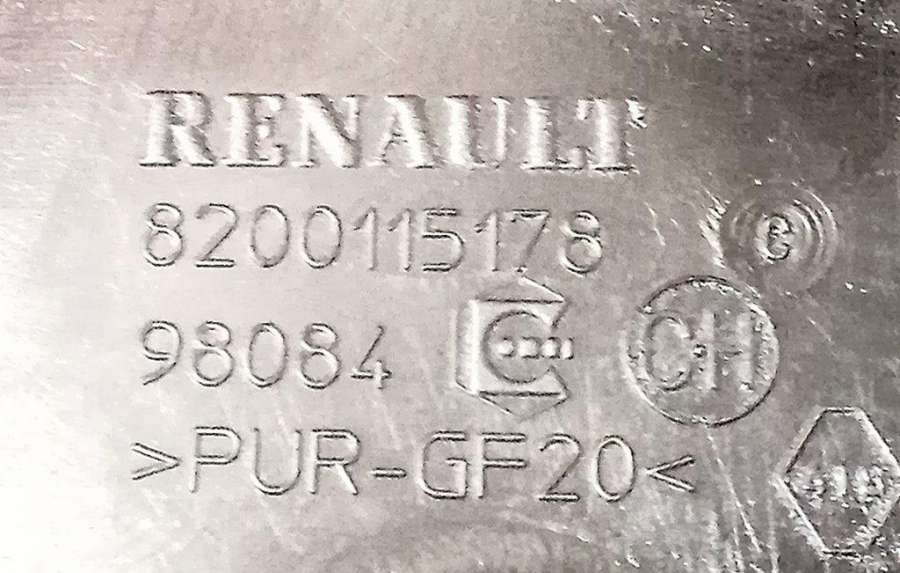 RENAULT
8200115178
C
98084
CH
>PUR-GF20<